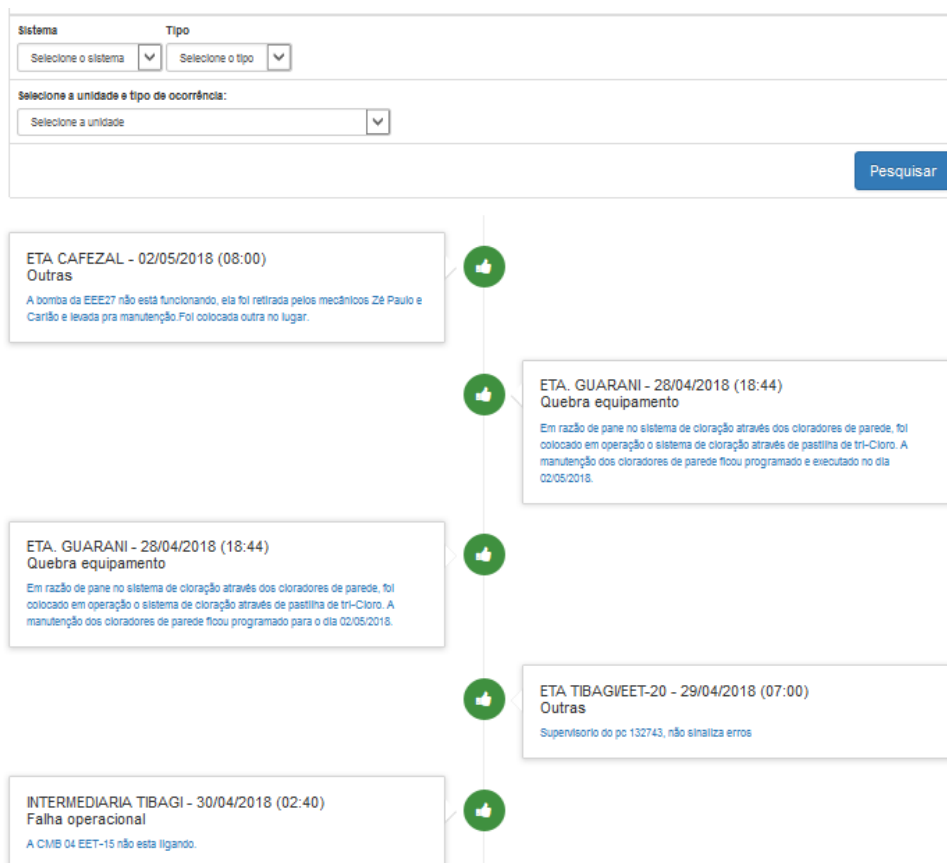 Sistema Tipo
Selecione o sistema Selecione o tipo
Selecione a unidade e tipo de ocorrência:
Selecione a unidade
Pesquisar
ETA CAFEZAL - 02/05/2018 (08:00)
Outras
A bomba da EEE27 não está funcionando, ela foi retirada pelos mecânicos Zé Paulo e
Carlão e levada pra manutenção.Foi colocada outra no lugar.
ETA. GUARANI - 28/04/2018 (18:44)
Quebra equipamento
Em razão de pane no sistema de cloração através dos cloradores de parede, foi
colocado em operação o sistema de cloração através de pastilha de tri-Cloro. A
manutenção dos cloradores de parede ficou programado e executado no dia
02/05/2018.
ETA. GUARANI - 28/04/2018 (18:44)
Quebra equipamento
Em razão de pane no sistema de cloração através dos cloradores de parede, foi
colocado em operação o sistema de cloração através de pastilha de tri-Cloro. A
manutenção dos cloradores de parede ficou programado para o dia 02/05/2018.
ETA TIBAGI/EET-20 - 29/04/2018 (07:00)
Outras
Supervisorio do pc 132743, não sinaliza erros
INTERMEDIARIA TIBAGI - 30/04/2018 (02:40)
Falha operacional
A CMB 04 EET-15 não esta ligando.